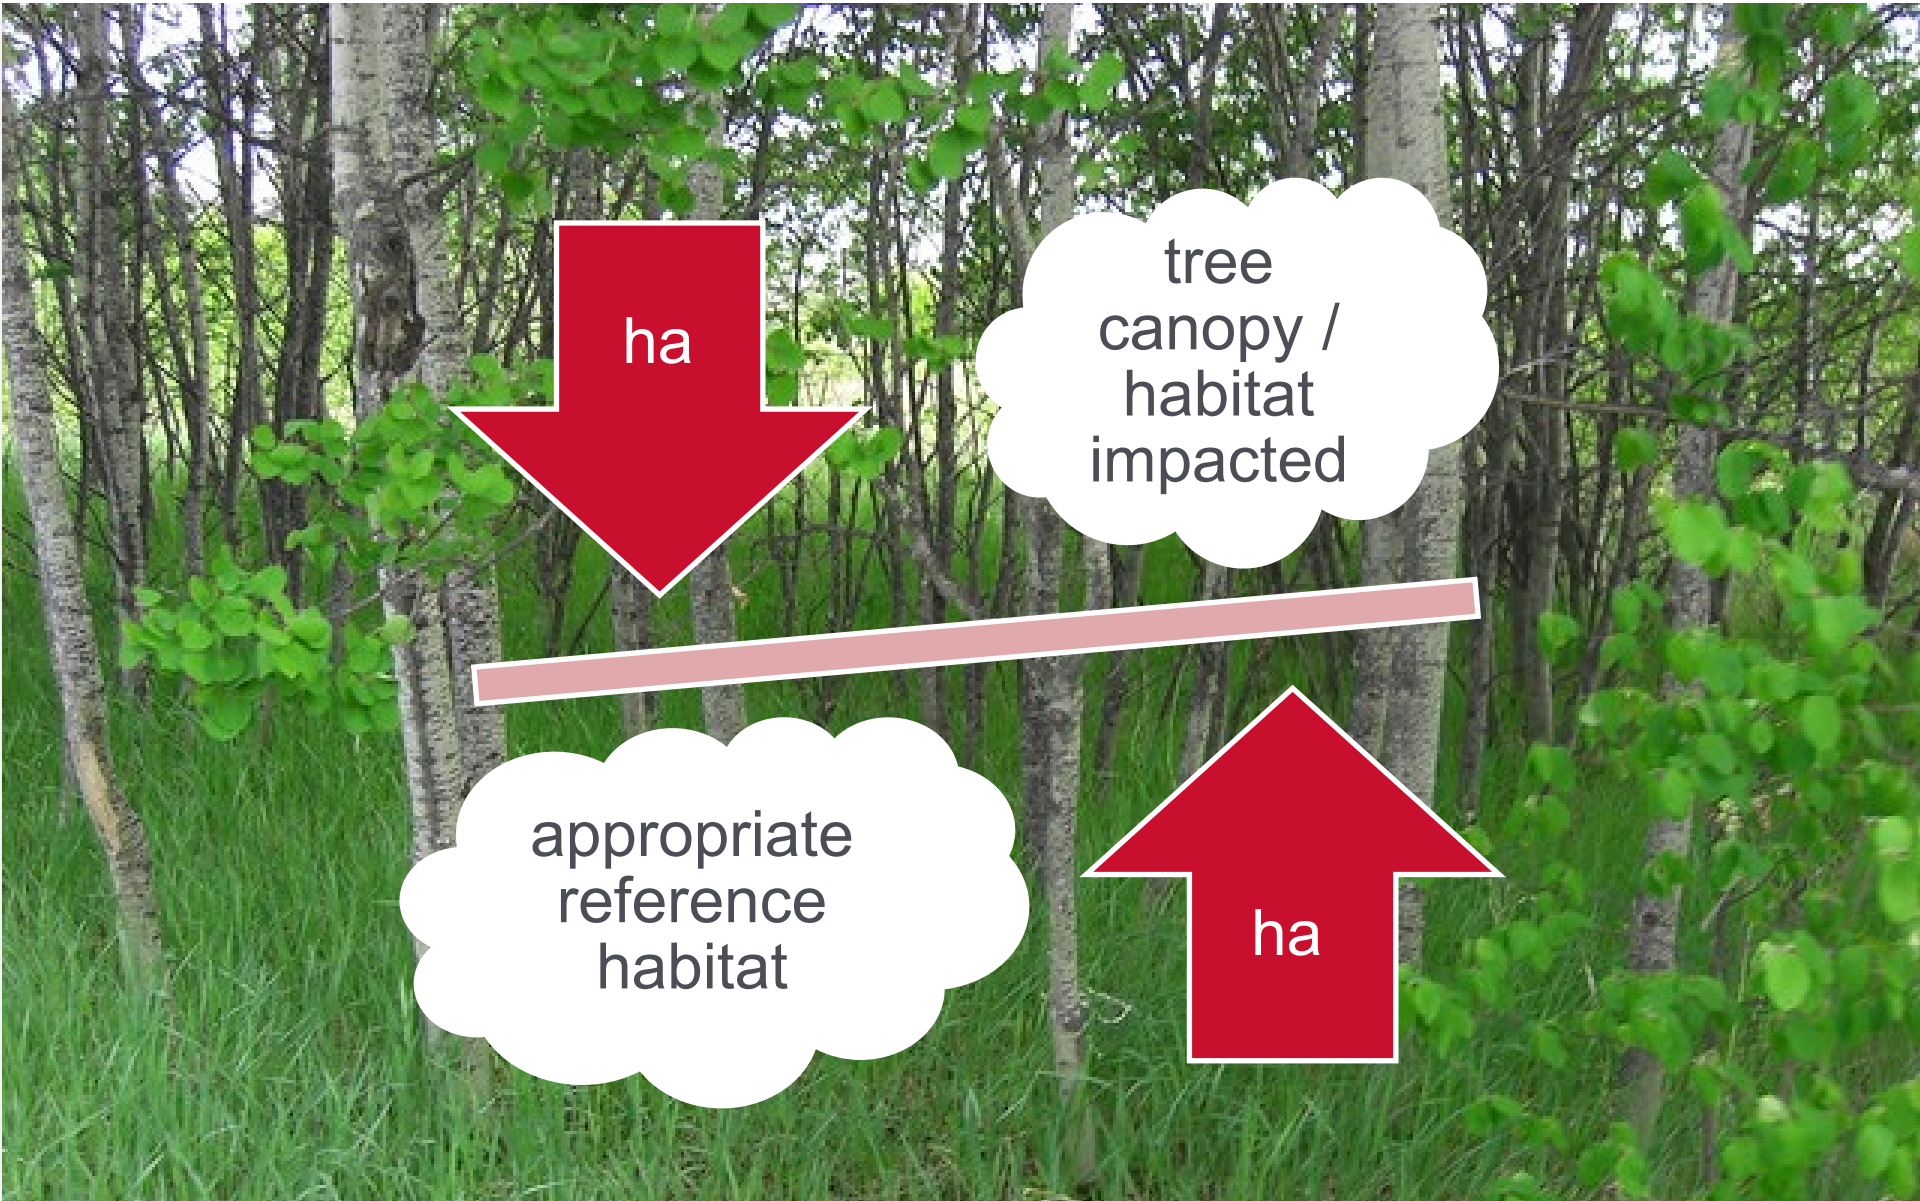 ha
tree
canopy /
habitat
impacted
appropriate
reference
habitat
ha